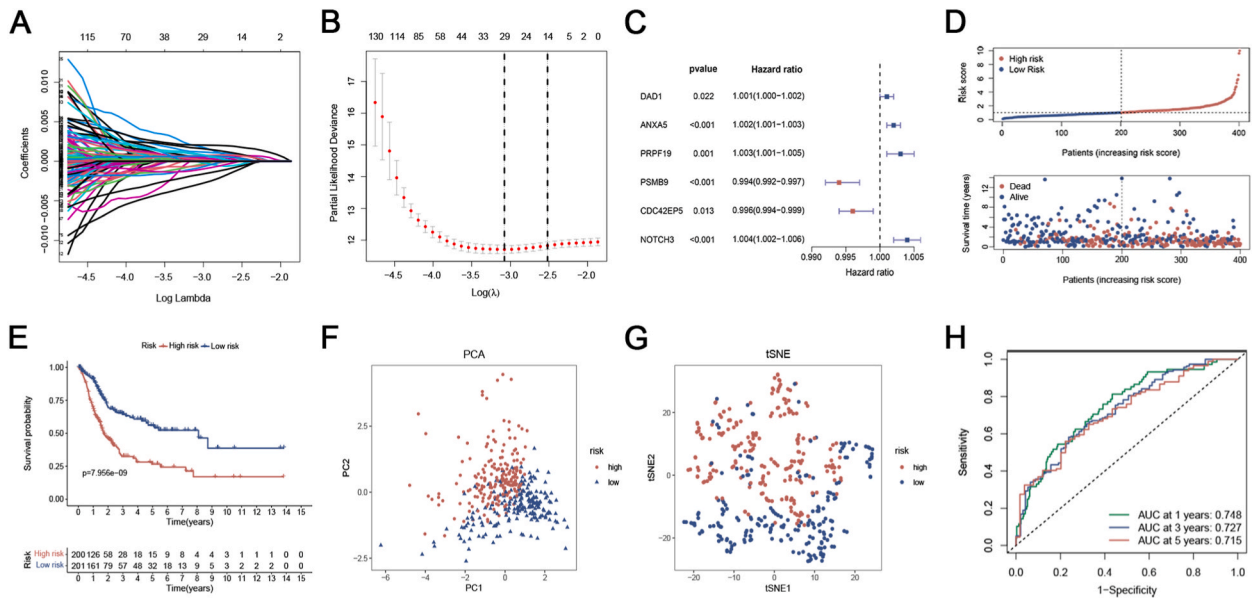 A
115 70 38 29 14 2
0.010
0.005
0.000
−0.005
−0.010
Coefficients
−4.5 −4.0 −3.5 −3.0 −2.5 −2.0
Log Lambda
B
130 114 85 58 44 33 29 24 14 5 2 0
17
16
15
14
13
12
Partial Likelihood Deviance
−4.5 −4.0 −3.5 −3.0 −2.5 −2.0
Log(λ)
C
pvalue Hazard ratio
DAD1 0.022 1.001(1.000−1.002)
ANXA5 <0.001 1.002(1.001−1.003)
PRPF19 0.001 1.003(1.001−1.005)
PSMB9 <0.001 0.994(0.992−0.997)
CDC42EP5 0.013 0.996(0.994−0.999)
NOTCH3 <0.001 1.004(1.002−1.006)
1.000
0.990 0.995 1.000 1.005
Hazard ratio
D
High risk
Low Risk
Risk score
10
8
6
4
2
0
0 100 200 300 400
Patients (increasing risk score)
Dead
Alive
Survival time (years)
12
10
8
6
4
2
0
0 100 200 300 400
Patients (increasing risk score)
E
Risk High risk Low risk
1.00
0.75
0.50
0.25
0.00
Survival probability
p=7.956e−09
0 1 2 3 4 5 6 7 8 9 10 11 12 13 14 15
Time(years)
Risk
High risk 200 126 58 28 18 15 9 8 4 4 3 1 1 1 0 0
Low risk 201 161 79 57 48 32 18 13 9 5 3 2 2 2 0 0
0 1 2 3 4 5 6 7 8 9 10 11 12 13 14 15
Time(years)
F
PCA
2.5
0.0
−2.5
PC2
−6 −4 −2 0 2
PC1
risk
high
low
G
tSNE
20
0
−20
tSNE2
−20 −10 0 10 20
tSNE1
risk
high
low
H
1.0
0.8
0.6
0.4
0.2
0.0
Sensitivity
AUC at 1 years: 0.748
AUC at 3 years: 0.727
AUC at 5 years: 0.715
0.0 0.2 0.4 0.6 0.8 1.0
1−Specificity